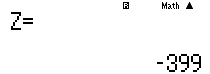 R Math ▲
Z=
-399